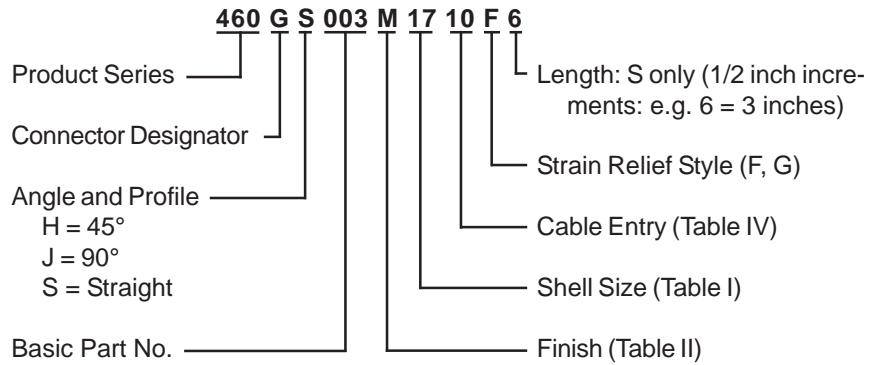 460 G S 003 M 17 10 F 6
Product Series
Connector Designator
Angle and Profile
H = 45°
J = 90°
S = Straight
Basic Part No.
Length: S only (1/2 inch incre-
ments: e.g. 6 = 3 inches)
Strain Relief Style (F, G)
Cable Entry (Table IV)
Shell Size (Table I)
Finish (Table II)